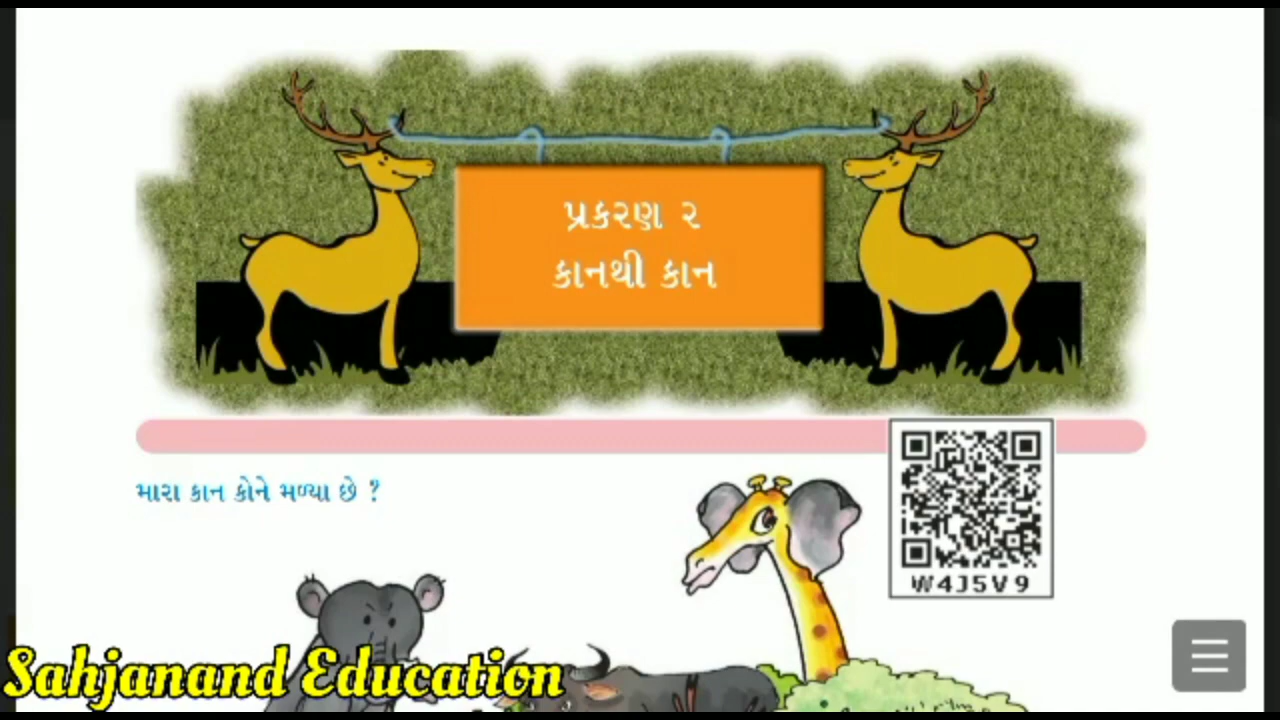 પ્રકરણ ૨
કાનથી કાન
મારા કાન કોને મળ્યા છે ?
W4J5V9
Sahjanand Education